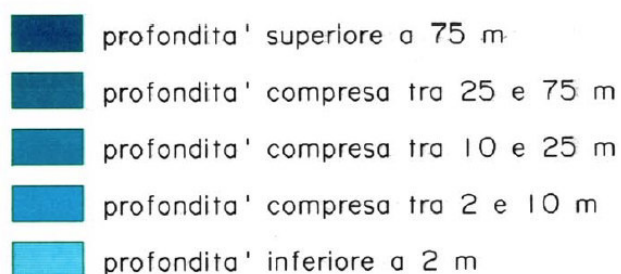 profondita' superiore a 75 m
profondita' compresa tra 25 e 75 m
profondita' compresa tra 10 e 25 m
profondita' compresa tra 2 e 10 m
profondita' inferiore a 2 m